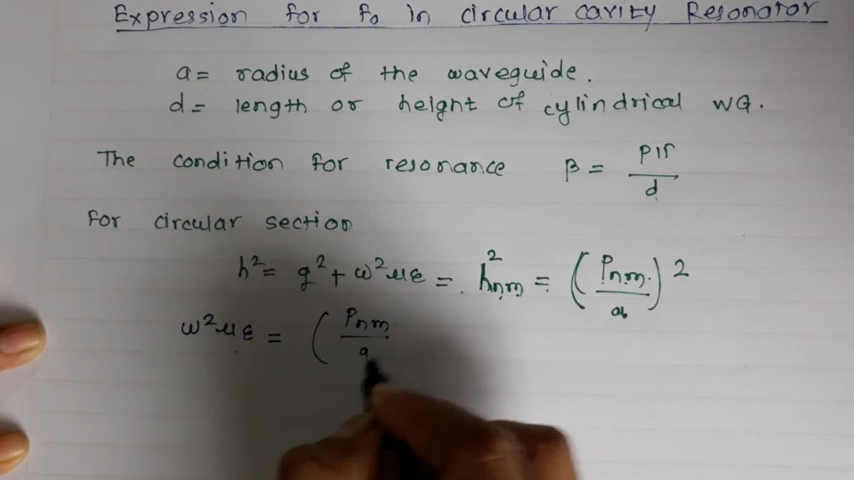 Expression for f₀ in circular cavity Resonator
a = radius of the waveguide.
d = length or height of cylindrical WG.
The condition for resonance β = pπ/d
For circular section
h² = g² + ω²με = h²nm = (Pnm/a)²
ω²με = (Pnm/a